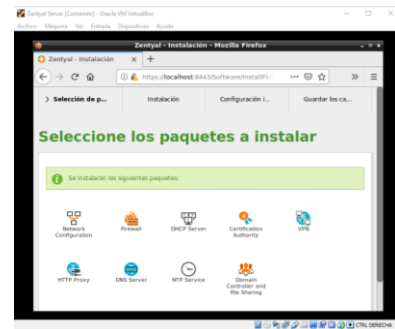 Zentyal Server [Corriendo] - Oracle VM VirtualBox
Archivo Máquina Ver Entrada Dispositivos Ayuda
Zentyal - Instalación - Mozilla Firefox
Zentyal - Instalación
https://localhost:8443/Software/InstallP
> Selección de p...
Instalación
Configuración i...
Guardar los ca...
Seleccione los paquetes a instalar
Se instalarán los siguientes paquetes:
Network
Configuration
Firewall
DHCP Server
Certification
Authority
VPN
HTTP Proxy
DNS Server
NTP Service
Domain
Controller and
File Sharing
CTRL DERECHA